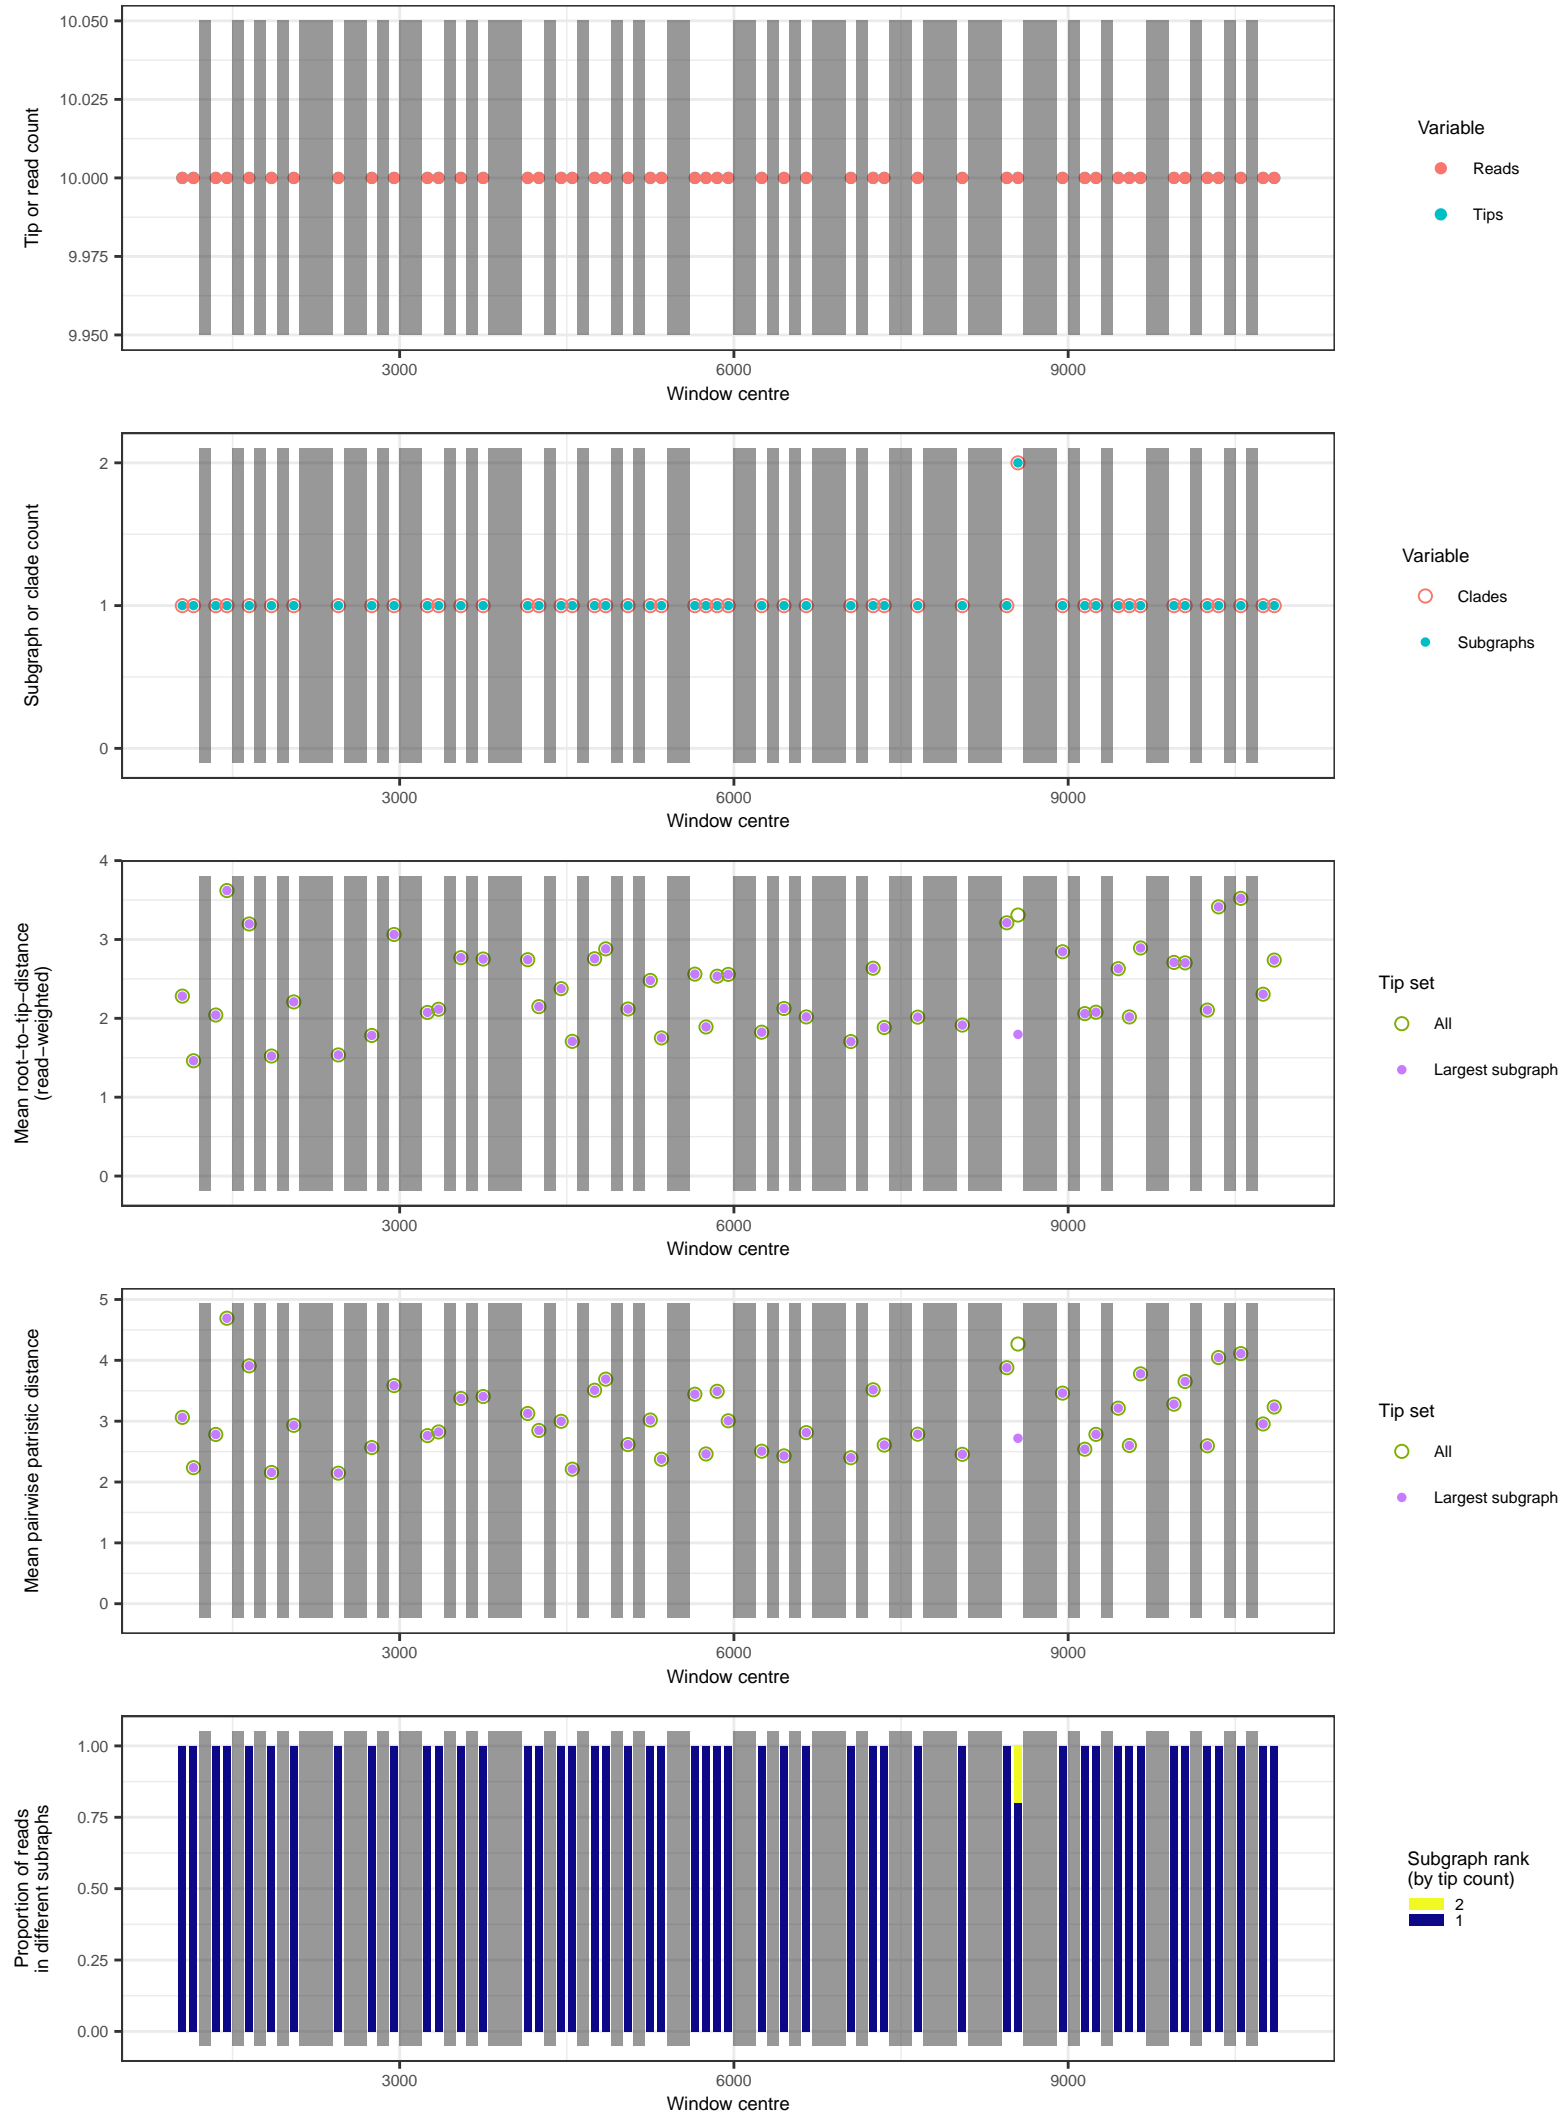 10.050
10.025
10.000
9.975
9.950
Tip or read count
3000
6000
9000
Window centre
Variable
Reads
Tips
2
1
0
Subgraph or clade count
3000
6000
9000
Window centre
Variable
Clades
Subgraphs
4
3
2
1
0
Mean root−to−tip−distance
(read−weighted)
3000
6000
9000
Window centre
Tip set
All
Largest subgraph
5
4
3
2
1
0
Mean pairwise patristic distance
3000
6000
9000
Window centre
Tip set
All
Largest subgraph
1.00
0.75
0.50
0.25
0.00
Proportion of reads
in different subraphs
3000
6000
9000
Window centre
Subgraph rank
(by tip count)
2
1